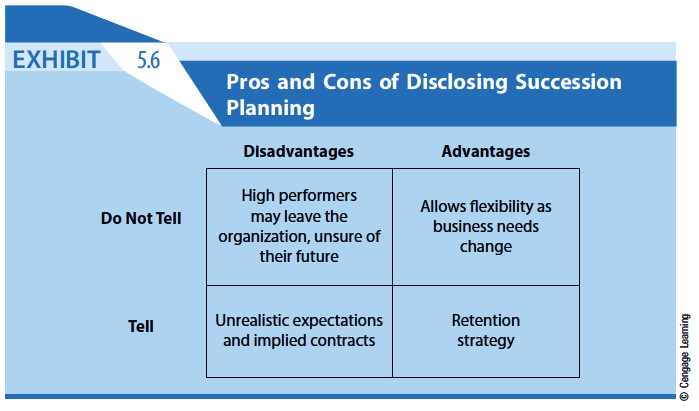 EXHIBIT 5.6
Pros and Cons of Disclosing Succession
Planning
Disadvantages Advantages
Do Not Tell
High performers
may leave the
organization, unsure of
their future
Allows flexibility as
business needs
change
Tell
Unrealistic expectations
and implied contracts
Retention
strategy
© Cengage Learning